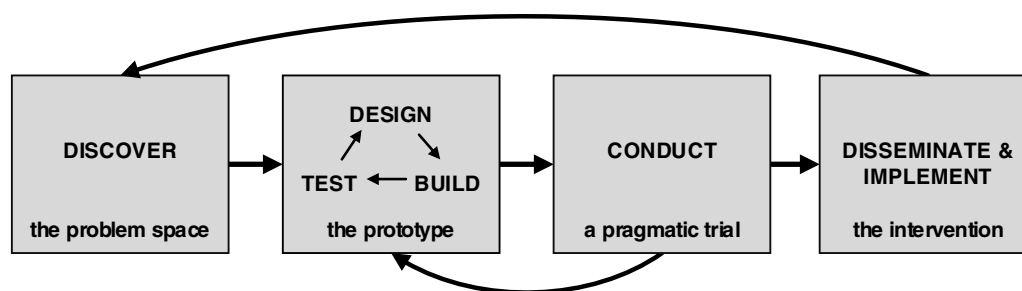 DISCOVER
the problem space
DESIGN
TEST
BUILD
the prototype
CONDUCT
a pragmatic trial
DISSEMINATE &
IMPLEMENT
the intervention